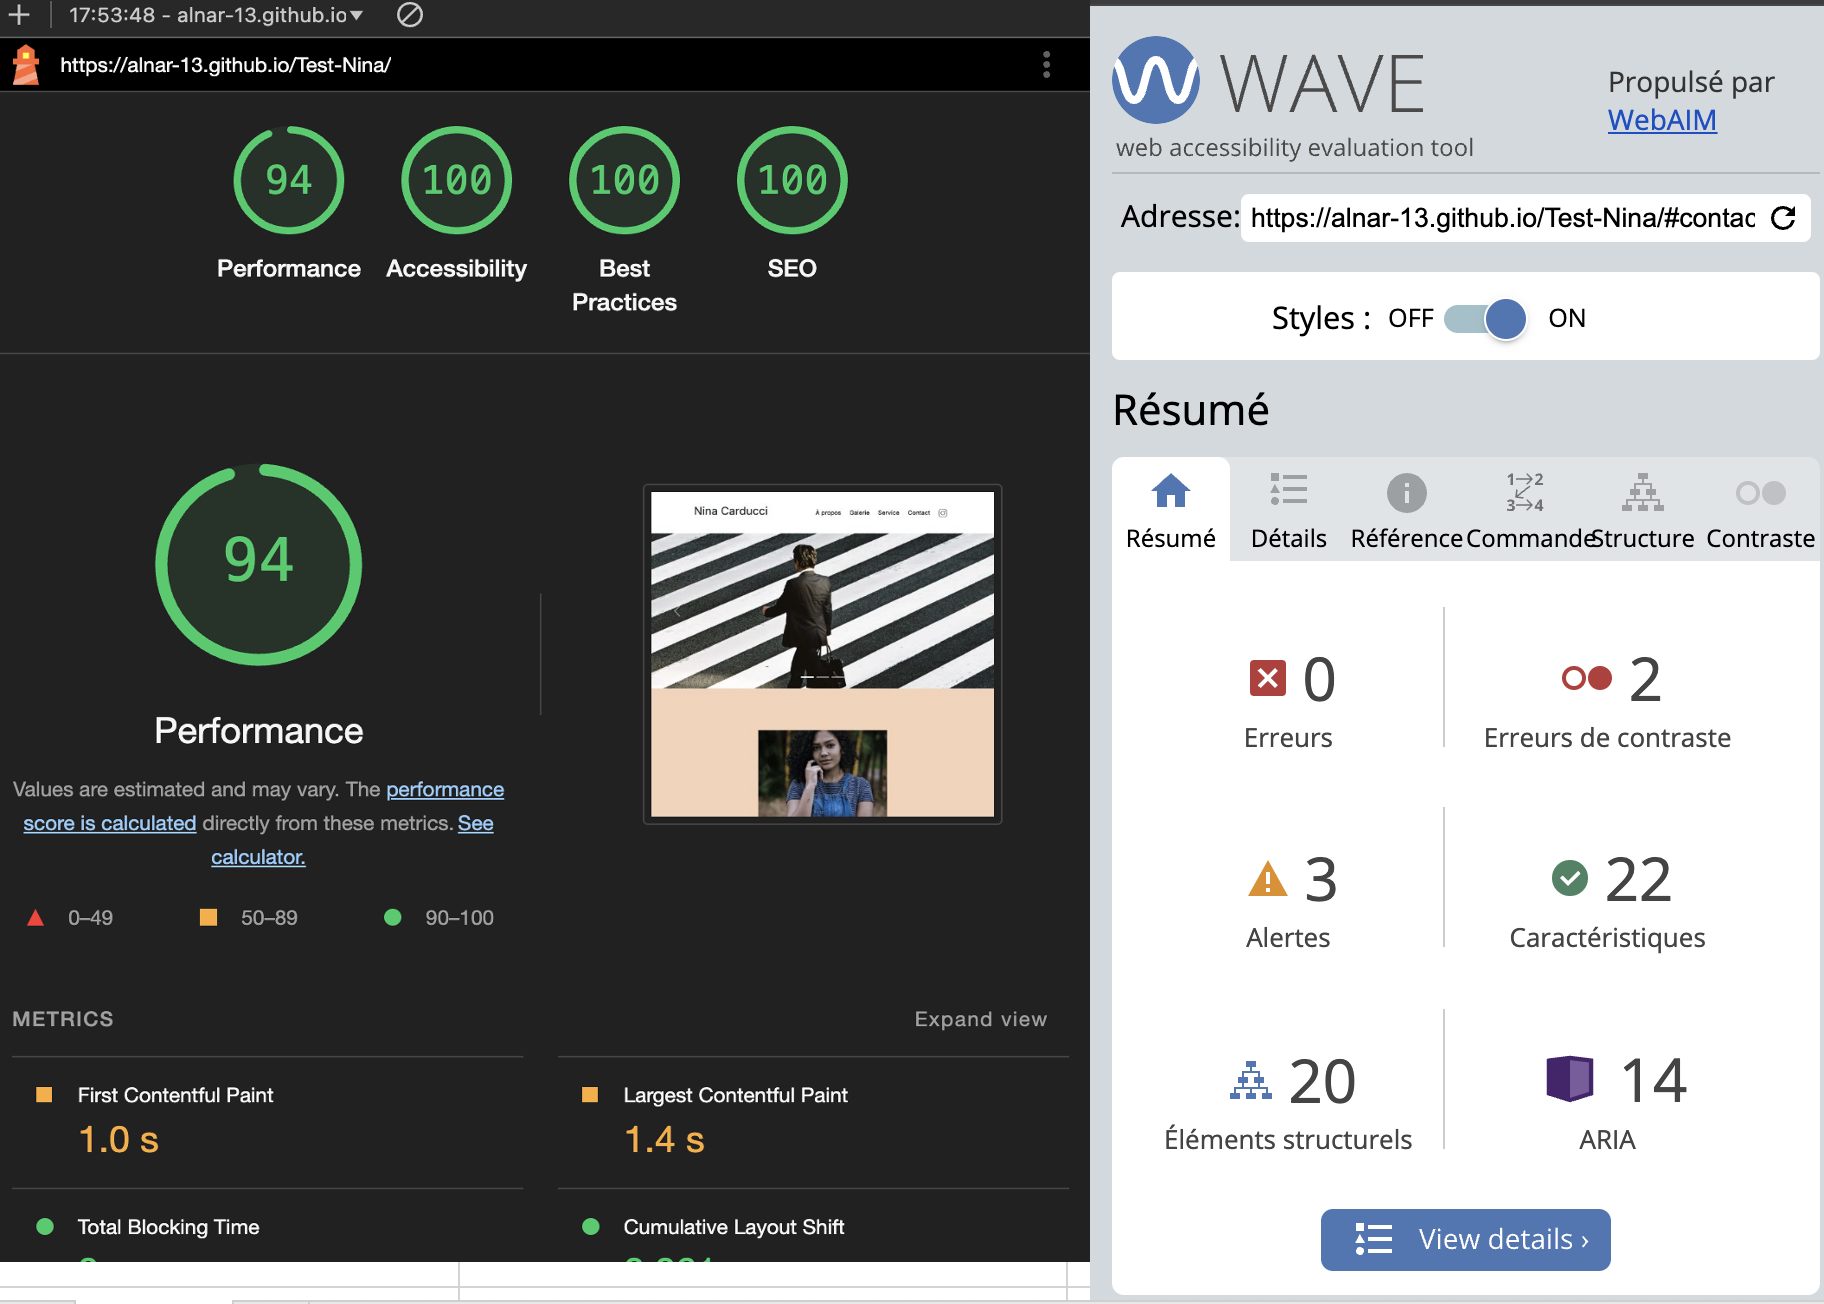 17:53:48 - alnar-13.github.io
https://alnar-13.github.io/Test-Nina/
94
100
100
100
Performance
Accessibility
Best
Practices
SEO
94
Performance
Values are estimated and may vary. The performance
score is calculated directly from these metrics. See
calculator.
0–49
50–89
90–100
Nina Carducci
À propos
Galerie
Service
Contact
METRICS
Expand view
First Contentful Paint
1.0 s
Largest Contentful Paint
1.4 s
Total Blocking Time
Cumulative Layout Shift
WAVE
web accessibility evaluation tool
Propulsé par
WebAIM
Adresse:
https://alnar-13.github.io/Test-Nina/#contac
Styles : OFF ON
Résumé
1→2
3→4
Résumé
Détails
Référence
Commande
Structure
Contraste
0
Erreurs
2
Erreurs de contraste
3
Alertes
22
Caractéristiques
20
Éléments structurels
14
ARIA
View details ›